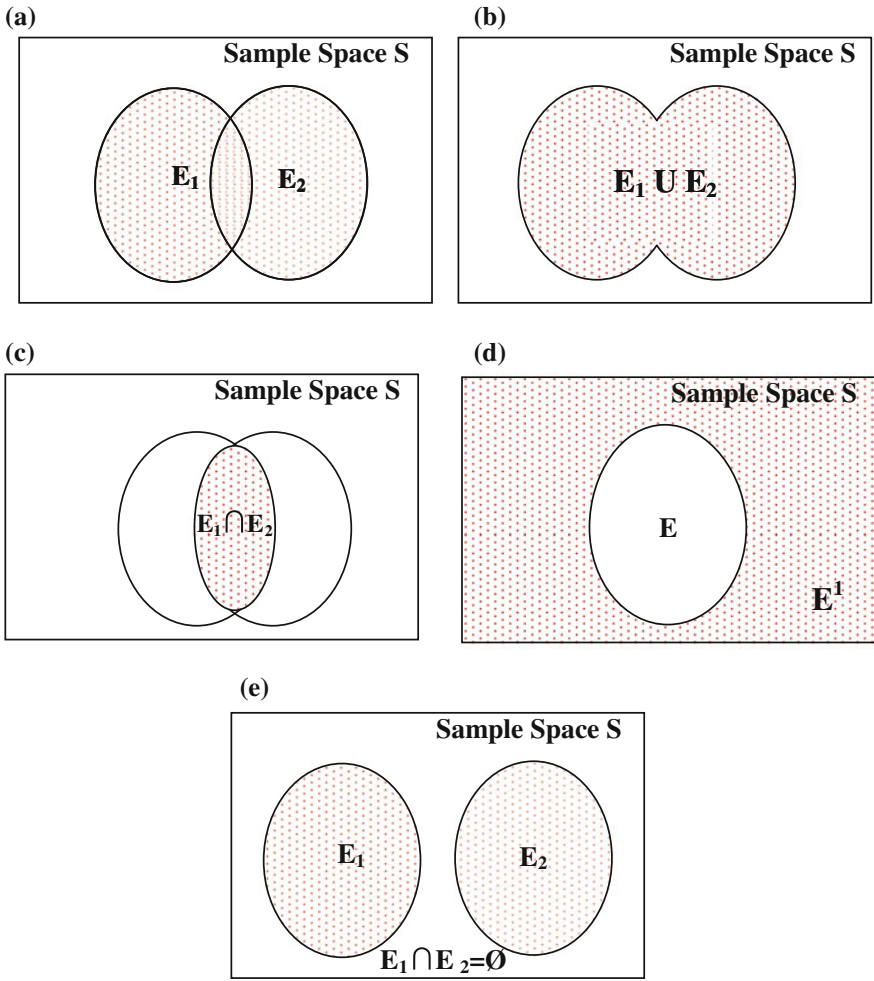 (a)
Sample Space S
E₁ E₂
(b)
Sample Space S
E₁ U E₂
(c)
Sample Space S
E₁ ⋂ E₂
(d)
Sample Space S
E
E¹
(e)
Sample Space S
E₁ E₂
E₁ ⋂ E₂=Ø